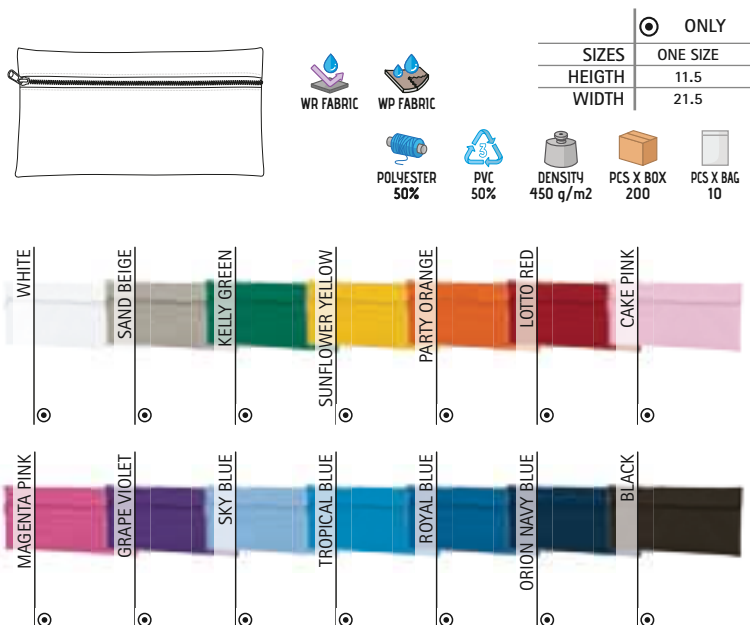 ONLY
SIZES ONE SIZE
HEIGTH 11.5
WIDTH 21.5
WR FABRIC WP FABRIC
POLYESTER PVC DENSITY PCS X BOX PCS X BAG
50% 50% 450 g/m2 200 10
3
WHITE
SAND BEIGE
KELLY GREEN
SUNFLOWER YELLOW
PARTY ORANGE
LOTTO RED
CAKE PINK
MAGENTA PINK
GRAPE VIOLET
SKY BLUE
TROPICAL BLUE
ROYAL BLUE
ORION NAVY BLUE
BLACK